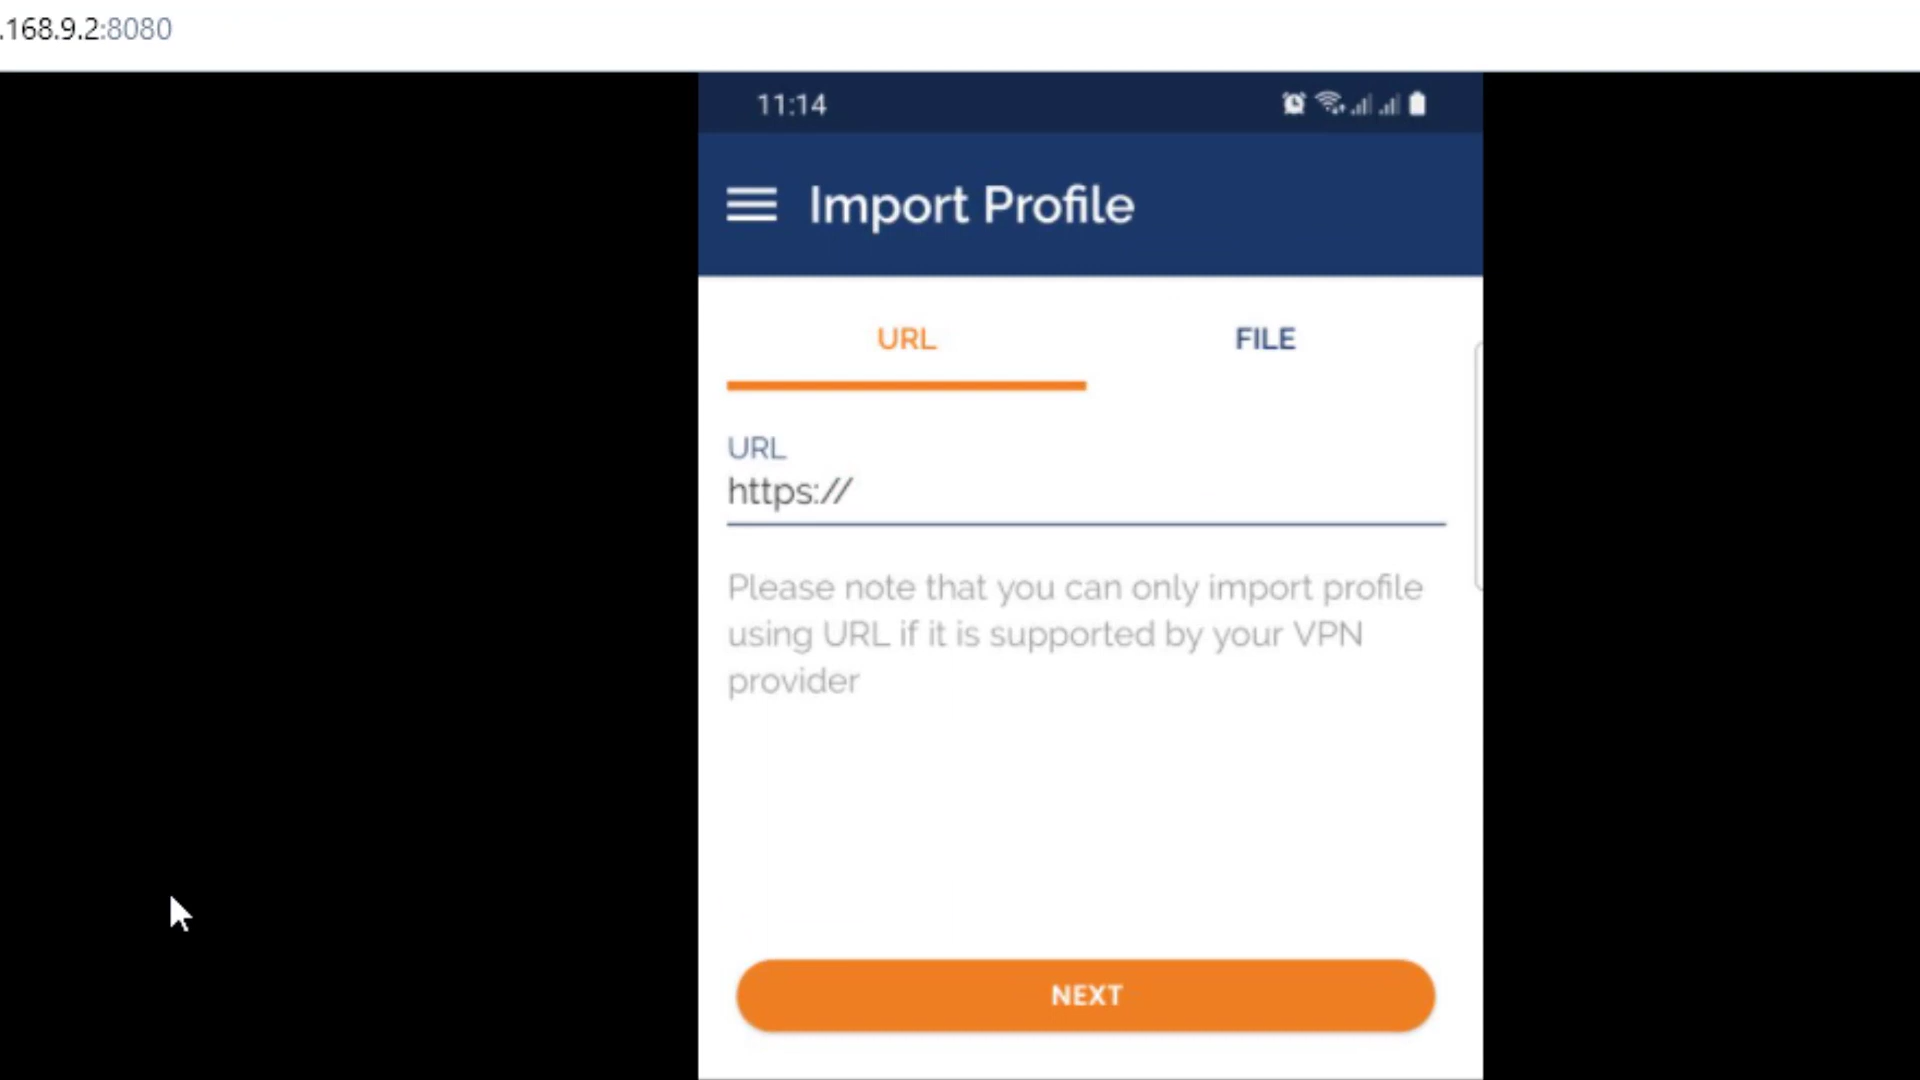 .168.9.2:8080
11:14
Import Profile
URL
FILE
URL
https://
Please note that you can only import profile
using URL if it is supported by your VPN
provider
NEXT